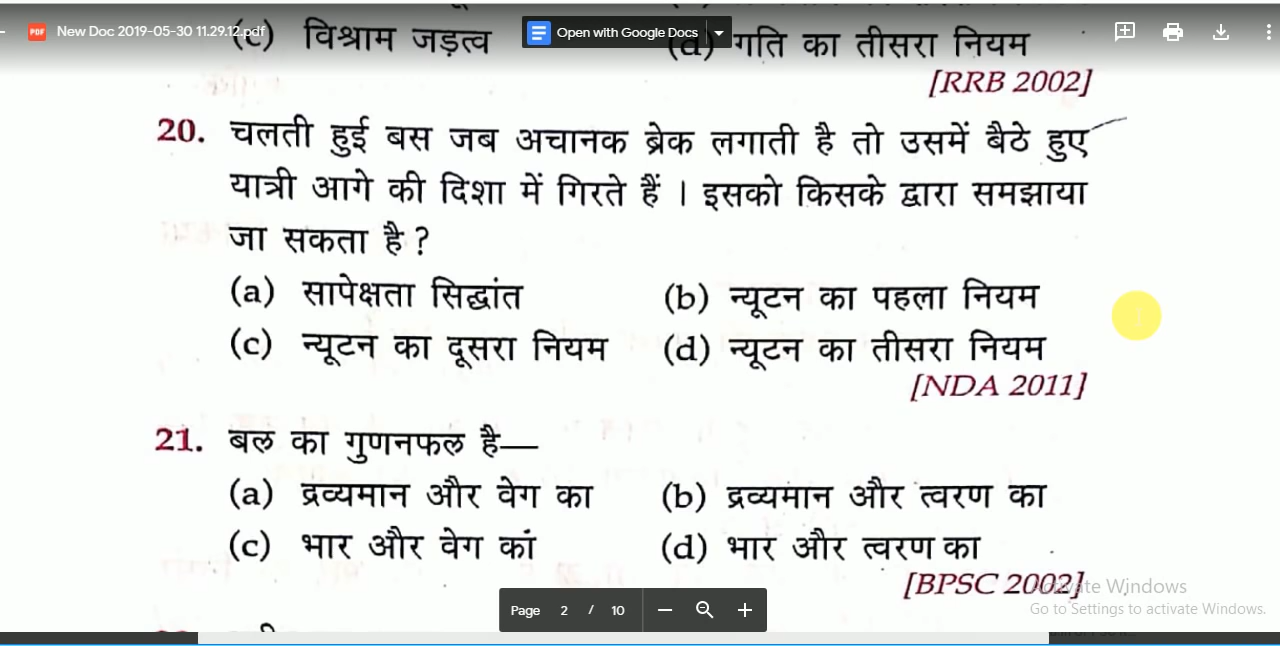 New Doc 2019-05-30 11.29.12.pdf
Open with Google Docs
(c) विश्राम जड़त्व (d) गति का तीसरा नियम
[RRB 2002]
20. चलती हुई बस जब अचानक ब्रेक लगाती है तो उसमें बैठे हुए
यात्री आगे की दिशा में गिरते हैं । इसको किसके द्वारा समझाया
जा सकता है ?
(a) सापेक्षता सिद्धांत (b) न्यूटन का पहला नियम
(c) न्यूटन का दूसरा नियम (d) न्यूटन का तीसरा नियम
[NDA 2011]
21. बल का गुणनफल है—
(a) द्रव्यमान और वेग का (b) द्रव्यमान और त्वरण का
(c) भार और वेग का (d) भार और त्वरण का
[BPSC 2002]
Activate Windows
Go to Settings to activate Windows.
Page 2 / 10